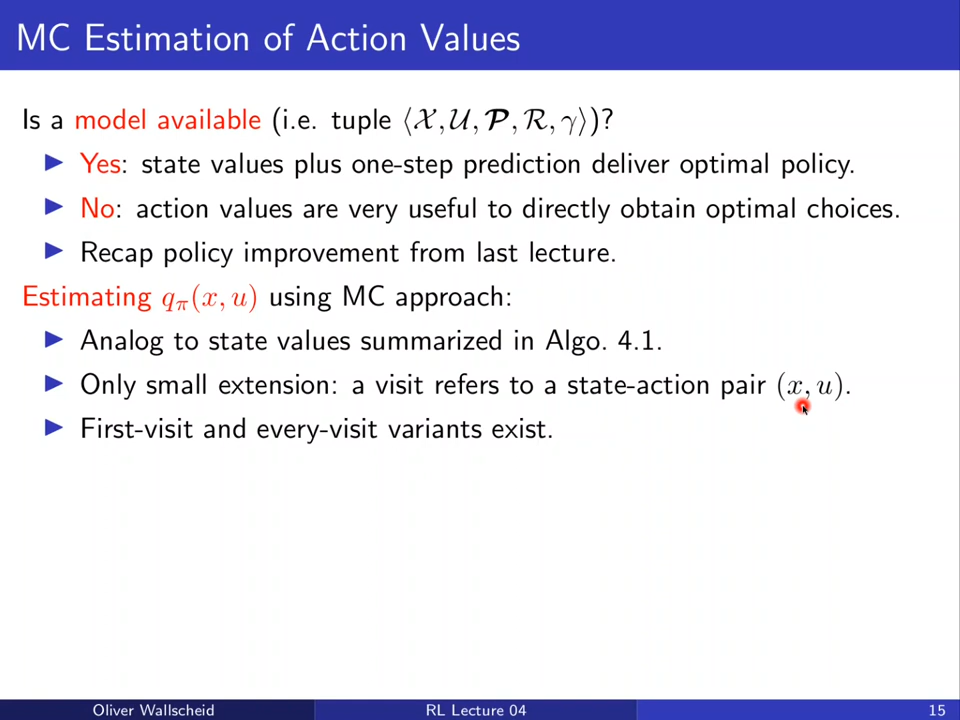 MC Estimation of Action Values
Is a model available (i.e. tuple ⟨𝒳, 𝒰, 𝓟, ℛ, γ⟩)?
▶ Yes: state values plus one-step prediction deliver optimal policy.
▶ No: action values are very useful to directly obtain optimal choices.
▶ Recap policy improvement from last lecture.
Estimating qπ(x, u) using MC approach:
▶ Analog to state values summarized in Algo. 4.1.
▶ Only small extension: a visit refers to a state-action pair (x, u).
▶ First-visit and every-visit variants exist.
Oliver Wallscheid RL Lecture 04 15